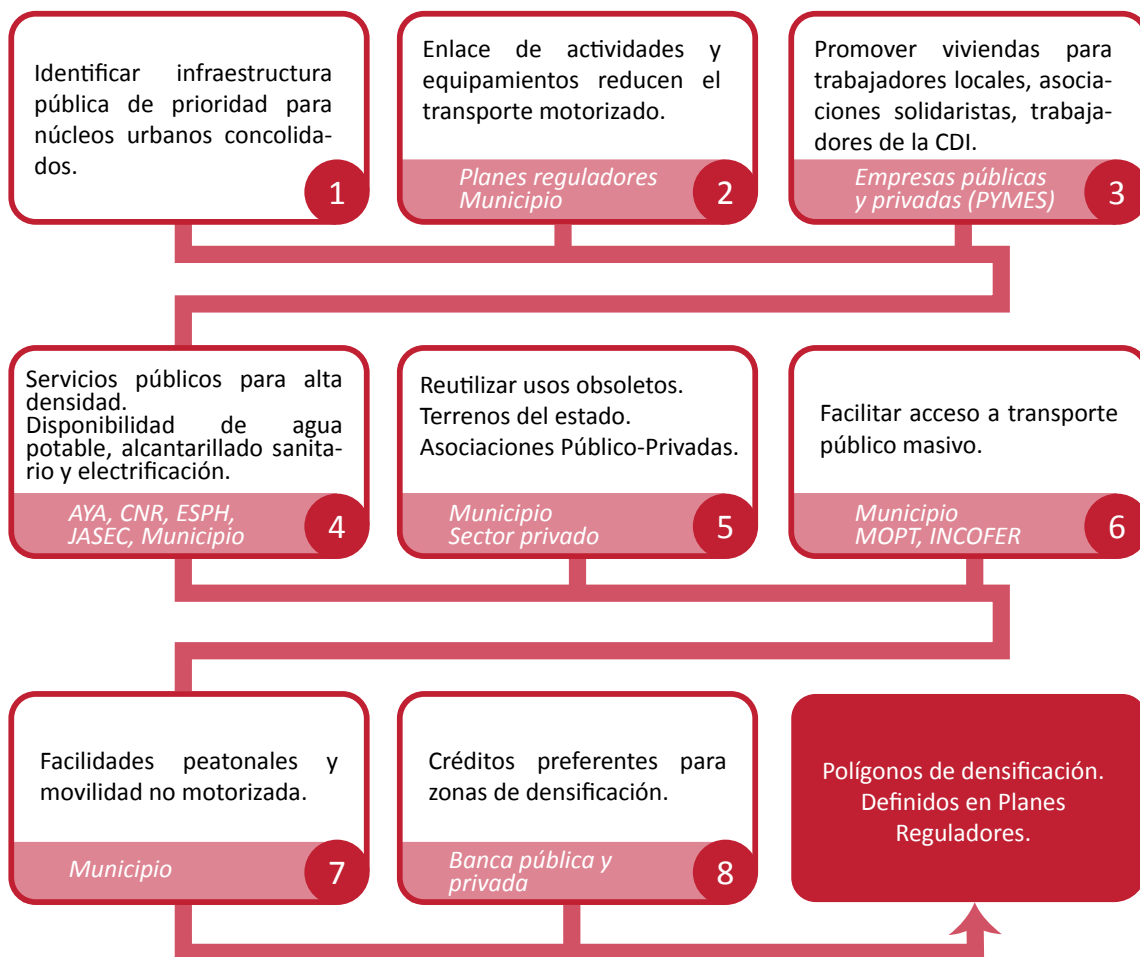 Identificar infraestructura
pública de prioridad para
núcleos urbanos concolida-
dos.
1
Enlace de actividades y
equipamientos reducen el
transporte motorizado.
Planes reguladores
Municipio
2
Promover viviendas para
trabajadores locales, asocia-
ciones solidaristas, trabaja-
dores de la CDI.
Empresas públicas
y privadas (PYMES)
3
Servicios públicos para alta
densidad.
Disponibilidad de agua
potable, alcantarillado sanita-
rio y electrificación.
AYA, CNR, ESPH,
JASEC, Municipio
4
Reutilizar usos obsoletos.
Terrenos del estado.
Asociaciones Público-Privadas.
Municipio
Sector privado
5
Facilitar acceso a transporte
público masivo.
Municipio
MOPT, INCOFER
6
Facilidades peatonales y
movilidad no motorizada.
Municipio
7
Créditos preferentes para
zonas de densificación.
Banca pública y
privada
8
Polígonos de densificación.
Definidos en Planes
Reguladores.